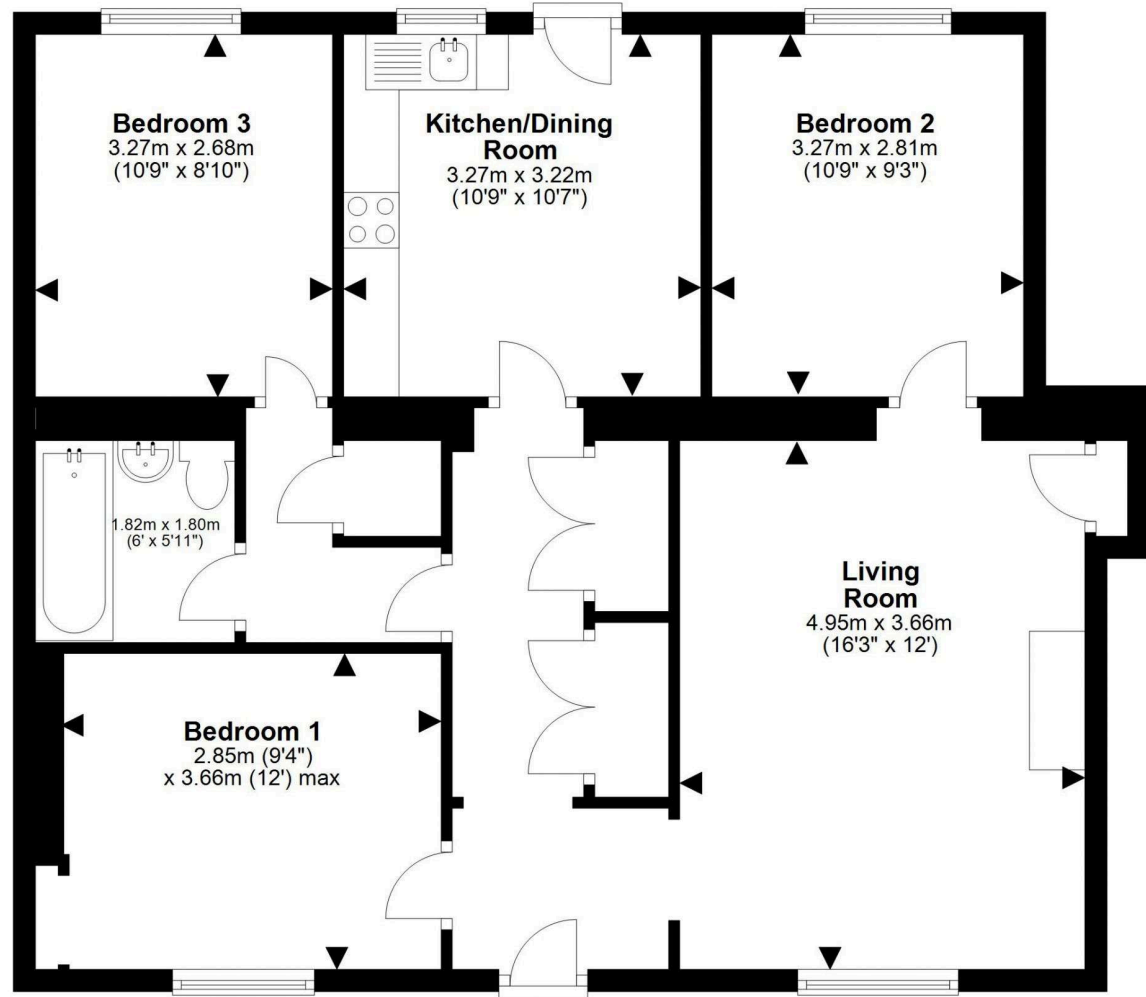 Bedroom 3
3.27m x 2.68m
(10'9" x 8'10")
Kitchen/Dining
Room
3.27m x 3.22m
(10'9" x 10'7")
Bedroom 2
3.27m x 2.81m
(10'9" x 9'3")
1.82m x 1.80m
(6' x 5'11")
Living
Room
4.95m x 3.66m
(16'3" x 12')
Bedroom 1
2.85m (9'4")
x 3.66m (12') max